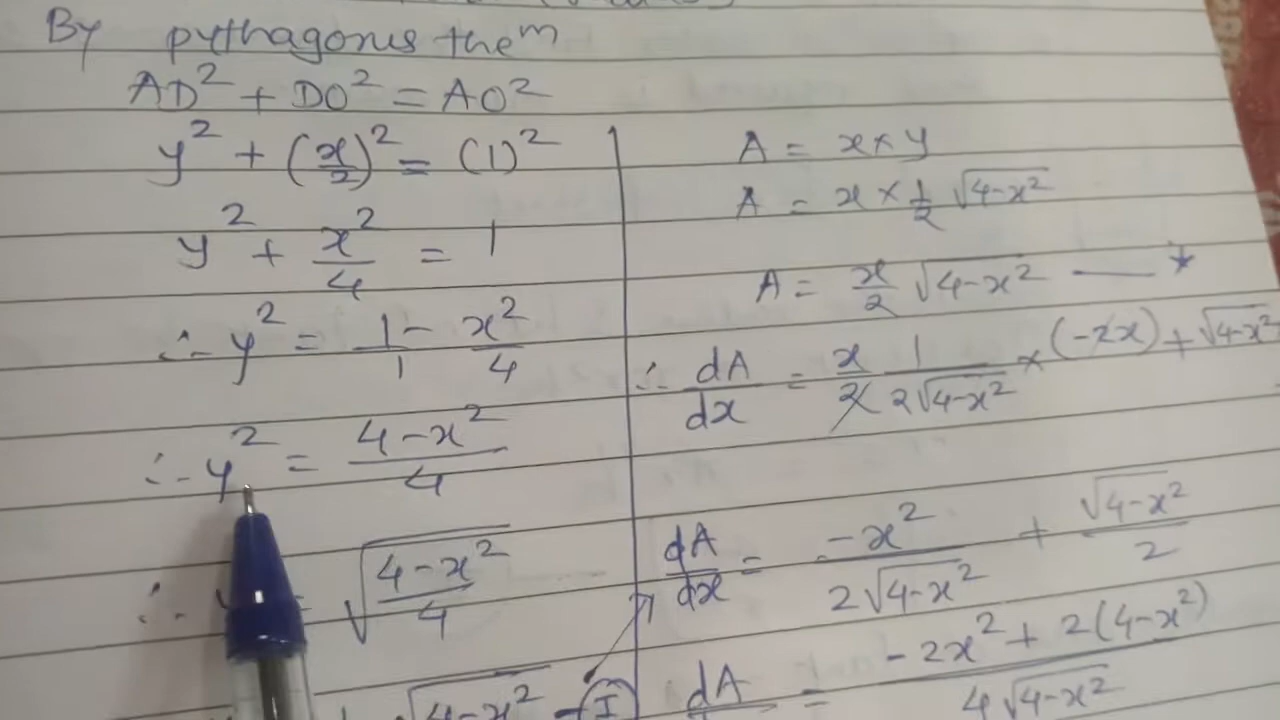 By pythagorus them
AD² + DO² = AO²
y² + (x/2)² = (1)²
y² + x²/4 = 1
∴ y² = 1/1 - x²/4
∴ y² = (4-x²)/4
∴ = √((4-x²)/4)
√4-x² - I
A = x × y
A = x × 1/2 √4-x²
A = x/2 √4-x² — *
∴ dA/dx = x/2 1/(2√4-x²) × (-2x) + √4-x²
dA/dx = -x²/(2√4-x²) + √4-x²/2
dA = (-2x² + 2(4-x²))/(4√4-x²)